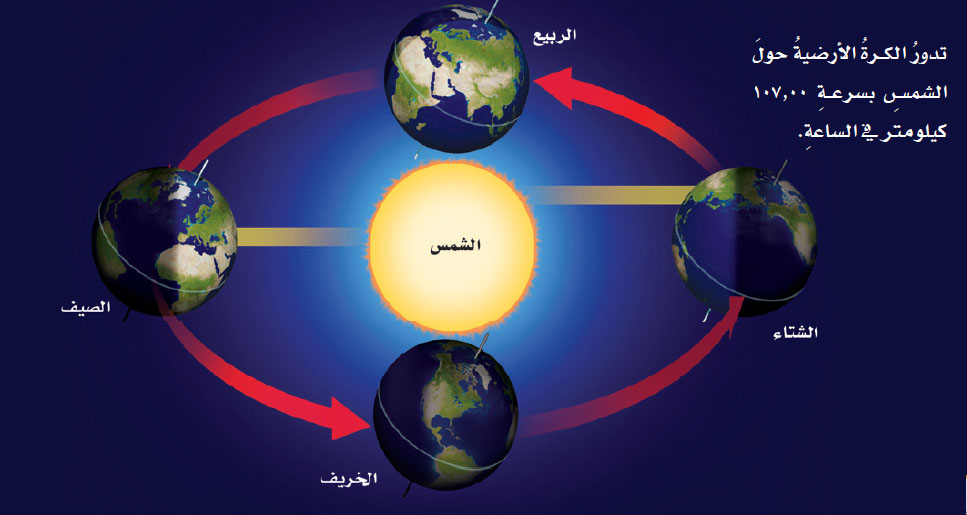 تدورُ الكرةُ الأرضيةُ حولَ
الشمسِ بسرعةِ ١٠٧,٠٠
كيلومتر في الساعةِ.
الربيع
الشمس
الصيف
الشتاء
الخريف